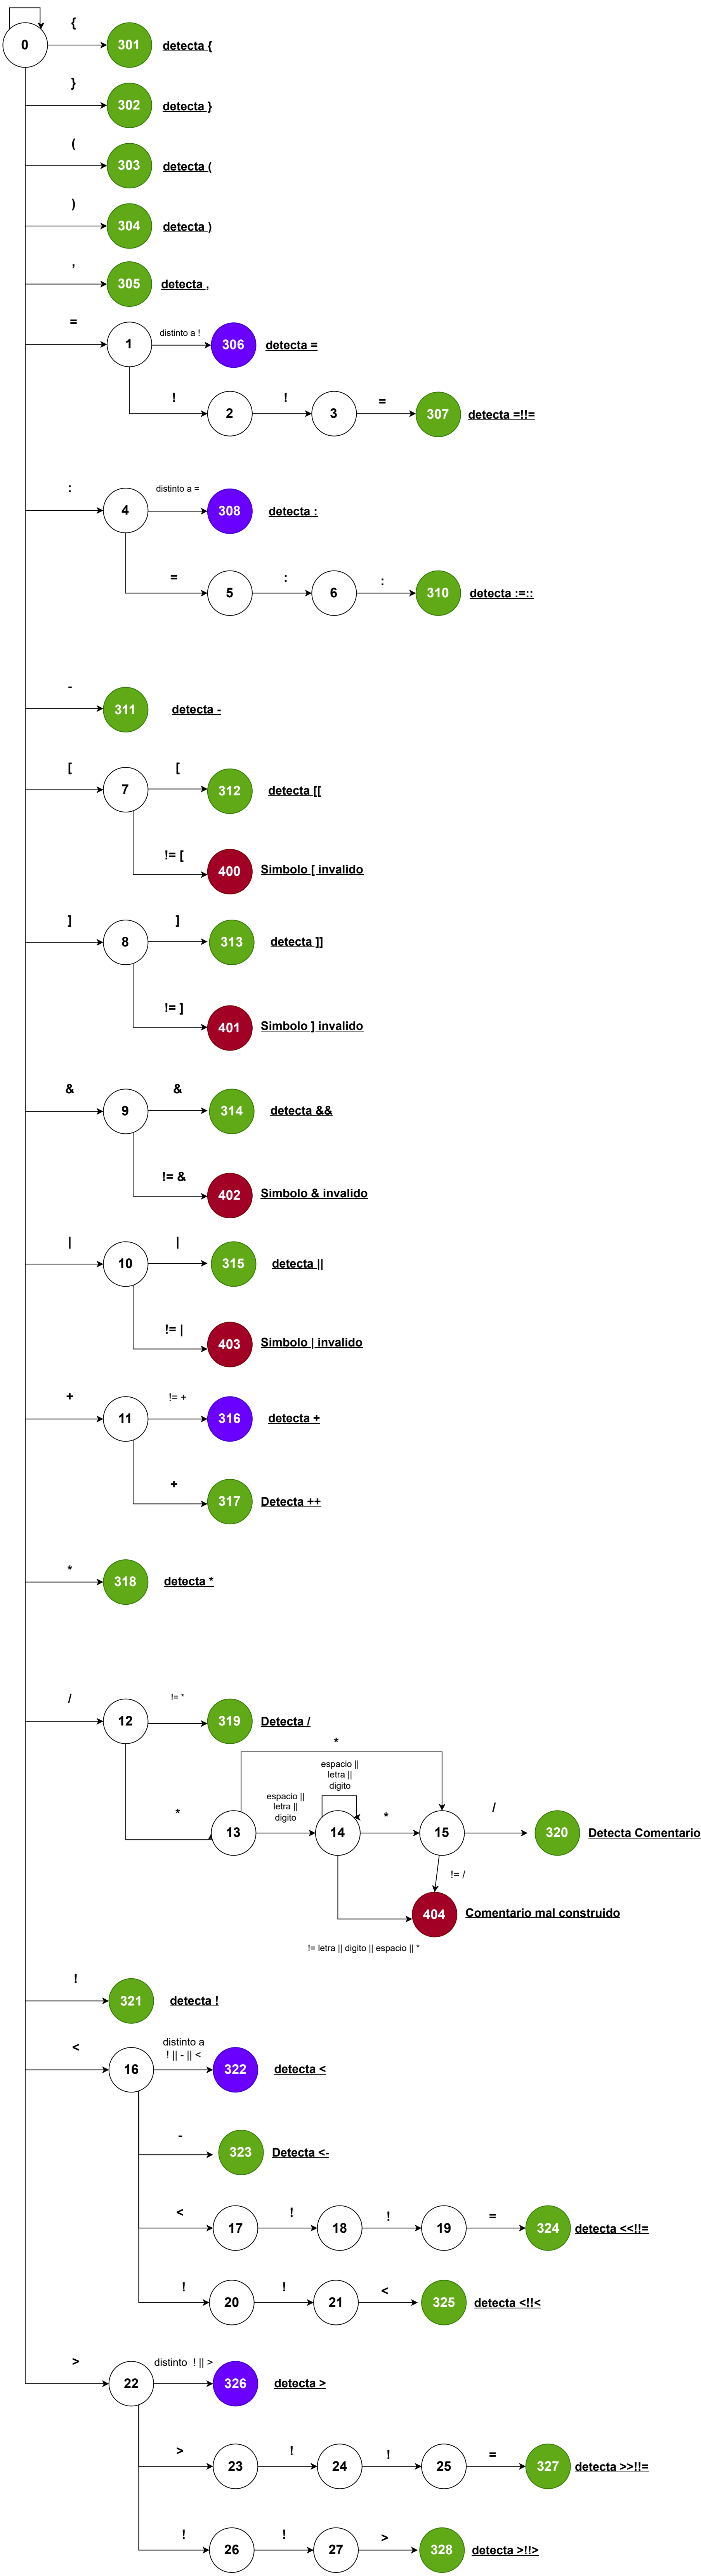 {
0 301 detecta {
}
302 detecta }
(
303 detecta (
)
304 detecta )
,
305 detecta ,
= distinto a !
1 306 detecta =
! ! =
2 3 307 detecta =!!=
: distinto a =
4 308 detecta :
= : :
5 6 310 detecta :=::
-
311 detecta -
[ [
7 312 detecta [[
!= [
400 Simbolo [ invalido
] ]
8 313 detecta ]]
!= ]
401 Simbolo ] invalido
& &
9 314 detecta &&
!= &
402 Simbolo & invalido
| |
10 315 detecta ||
!= |
403 Simbolo | invalido
+ != +
11 316 detecta +
+
317 Detecta ++
*
318 detecta *
/ != *
12 319 Detecta /
*
espacio ||
letra ||
digito
espacio ||
letra ||
digito
* * /
13 14 15 320 Detecta Comentario
!= /
404 Comentario mal construido
!= letra || digito || espacio || *
!
321 detecta !
<
distinto a
! || - || <
16 322 detecta <
-
323 Detecta <-
< ! ! =
17 18 19 324 detecta <<!!=
! ! <
20 21 325 detecta <!!<
> distinto ! || >
22 326 detecta >
> ! ! =
23 24 25 327 detecta >>!!=
! ! >
26 27 328 detecta >!!>